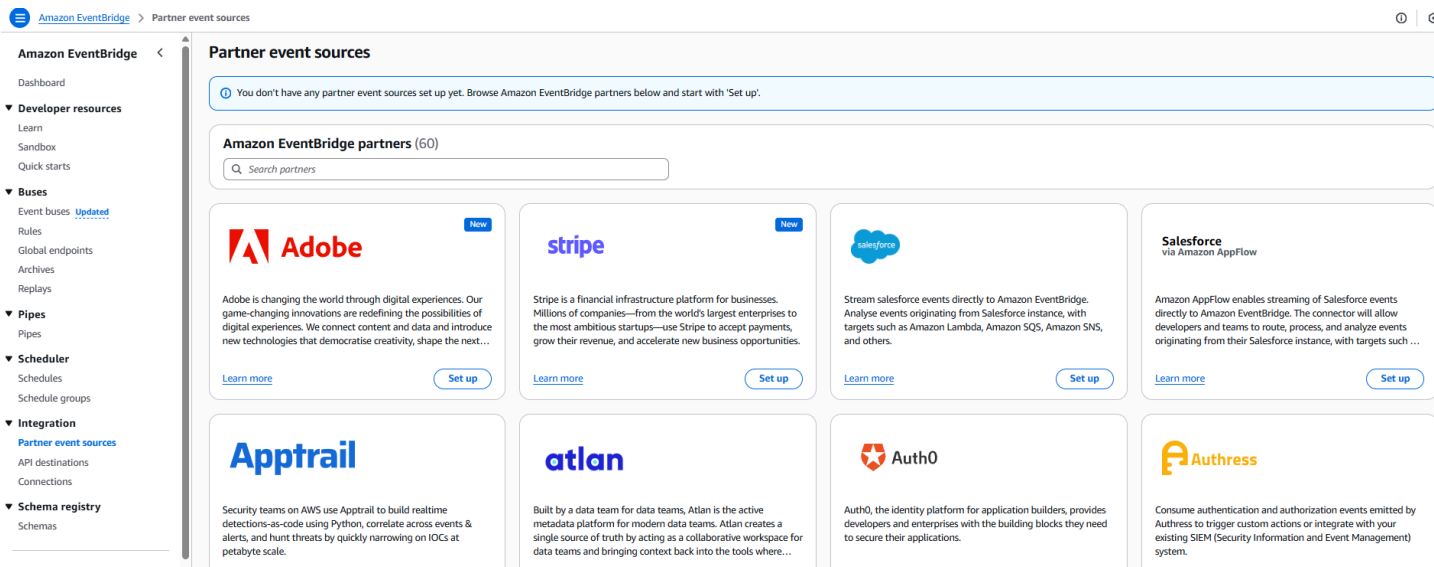 Amazon EventBridge > Partner event sources
Amazon EventBridge
Dashboard
Developer resources
Learn
Sandbox
Quick starts
Buses
Event buses Updated
Rules
Global endpoints
Archives
Replays
Pipes
Pipes
Scheduler
Schedules
Schedule groups
Integration
Partner event sources
API destinations
Connections
Schema registry
Schemas
Partner event sources
You don't have any partner event sources set up yet. Browse Amazon EventBridge partners below and start with 'Set up'.
Amazon EventBridge partners (60)
Search partners
New
Adobe
Adobe is changing the world through digital experiences. Our
game-changing innovations are redefining the possibilities of
digital experiences. We connect content and data and introduce
new technologies that democratise creativity, shape the next…
Learn more
Set up
New
stripe
Stripe is a financial infrastructure platform for businesses.
Millions of companies—from the world's largest enterprises to
the most ambitious startups—use Stripe to accept payments,
grow their revenue, and accelerate new business opportunities.
Learn more
Set up
salesforce
Stream salesforce events directly to Amazon EventBridge.
Analyse events originating from Salesforce instance, with
targets such as Amazon Lambda, Amazon SQS, Amazon SNS,
and others.
Learn more
Set up
Salesforce
via Amazon AppFlow
Amazon AppFlow enables streaming of Salesforce events
directly to Amazon EventBridge. The connector will allow
developers and teams to route, process, and analyze events
originating from their Salesforce instance, with targets such …
Learn more
Set up
Apptrail
Security teams on AWS use Apptrail to build realtime
detections-as-code using Python, correlate across events &
alerts, and hunt threats by quickly narrowing on IOCs at
petabyte scale.
atlan
Built by a data team for data teams, Atlan is the active
metadata platform for modern data teams. Atlan creates a
single source of truth by acting as a collaborative workspace for
data teams and bringing context back into the tools where…
Auth0
Auth0, the identity platform for application builders, provides
developers and enterprises with the building blocks they need
to secure their applications.
Authress
Consume authentication and authorization events emitted by
Authress to trigger custom actions or integrate with your
existing SIEM (Security Information and Event Management)
system.